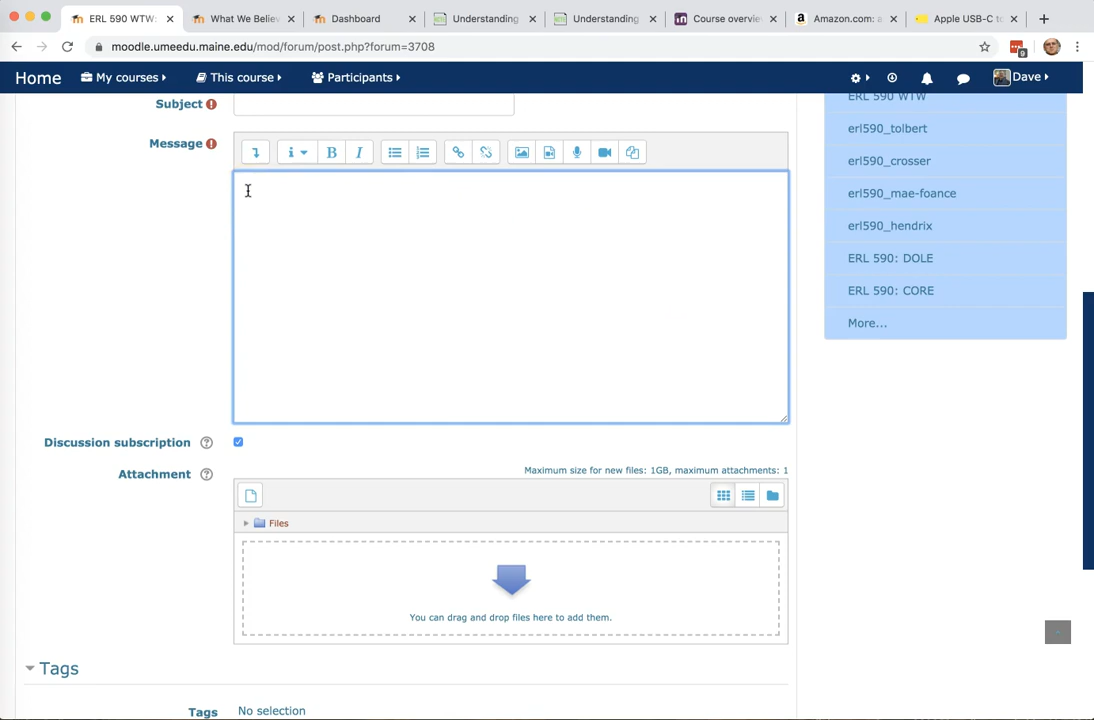 ERL 590 WTW:
What We Believ
Dashboard
Understanding
Understanding
Course overvie
Amazon.com: a
Apple USB-C to
moodle.umeedu.maine.edu/mod/forum/post.php?forum=3708
9
Home
My courses
This course
Participants
Dave
Subject
Message
B
I
ERL 590 WTW
erl590_tolbert
erl590_crosser
erl590_mae-foance
erl590_hendrix
ERL 590: DOLE
ERL 590: CORE
More...
Discussion subscription
Attachment
Maximum size for new files: 1GB, maximum attachments: 1
Files
You can drag and drop files here to add them.
Tags
Tags
No selection